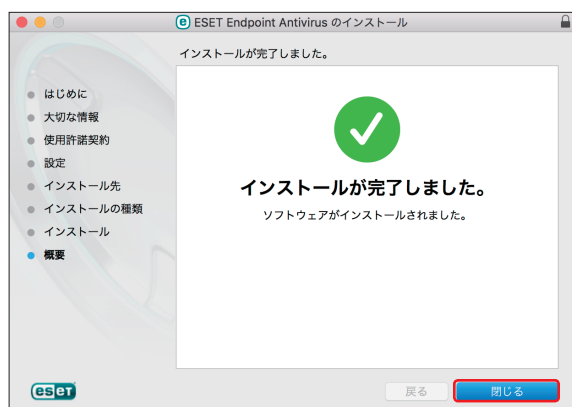 ESET Endpoint Antivirus のインストール
インストールが完了しました。
はじめに
大切な情報
使用許諾契約
設定
インストール先
インストールの種類
インストール
概要
インストールが完了しました。
ソフトウェアがインストールされました。
eset
戻る
閉じる